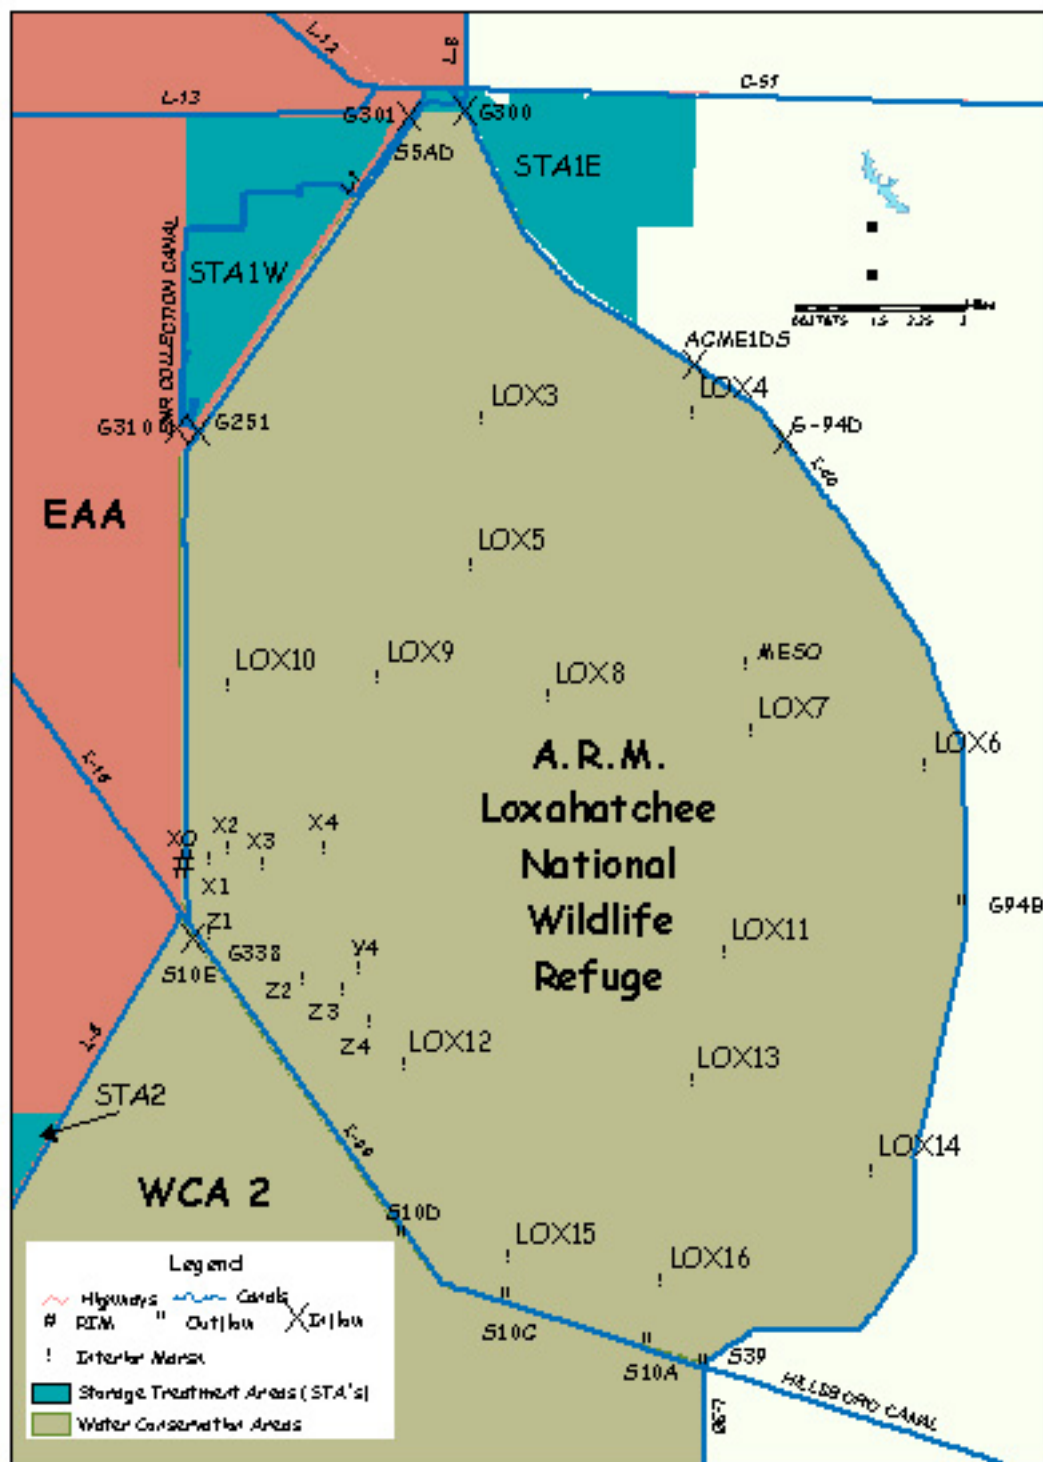 L-12
L-8
C-51
L-13
G301
G300
S5AD
STA1E
STA1W
ACME1DS
LOX3
LOX4
G310
G251
G-94D
EAA
LOX5
LOX10
LOX9
LOX8
MESO
LOX7
LOX6
A.R.M.
Loxahatchee
National
Wildlife
Refuge
X0
X2
X3
X4
X1
G94B
Z1
G338
Y4
LOX11
S10E
Z2
Z3
Z4
LOX12
LOX13
STA2
LOX14
WCA 2
S10D
LOX15
LOX16
S10C
S10A
S39
HILLSBORO CANAL
Legend
Highways
Canals
# RIM
" Outflow
Inflow
! Interior Marsh
Storage Treatment Areas (STA's)
Water Conservation Areas